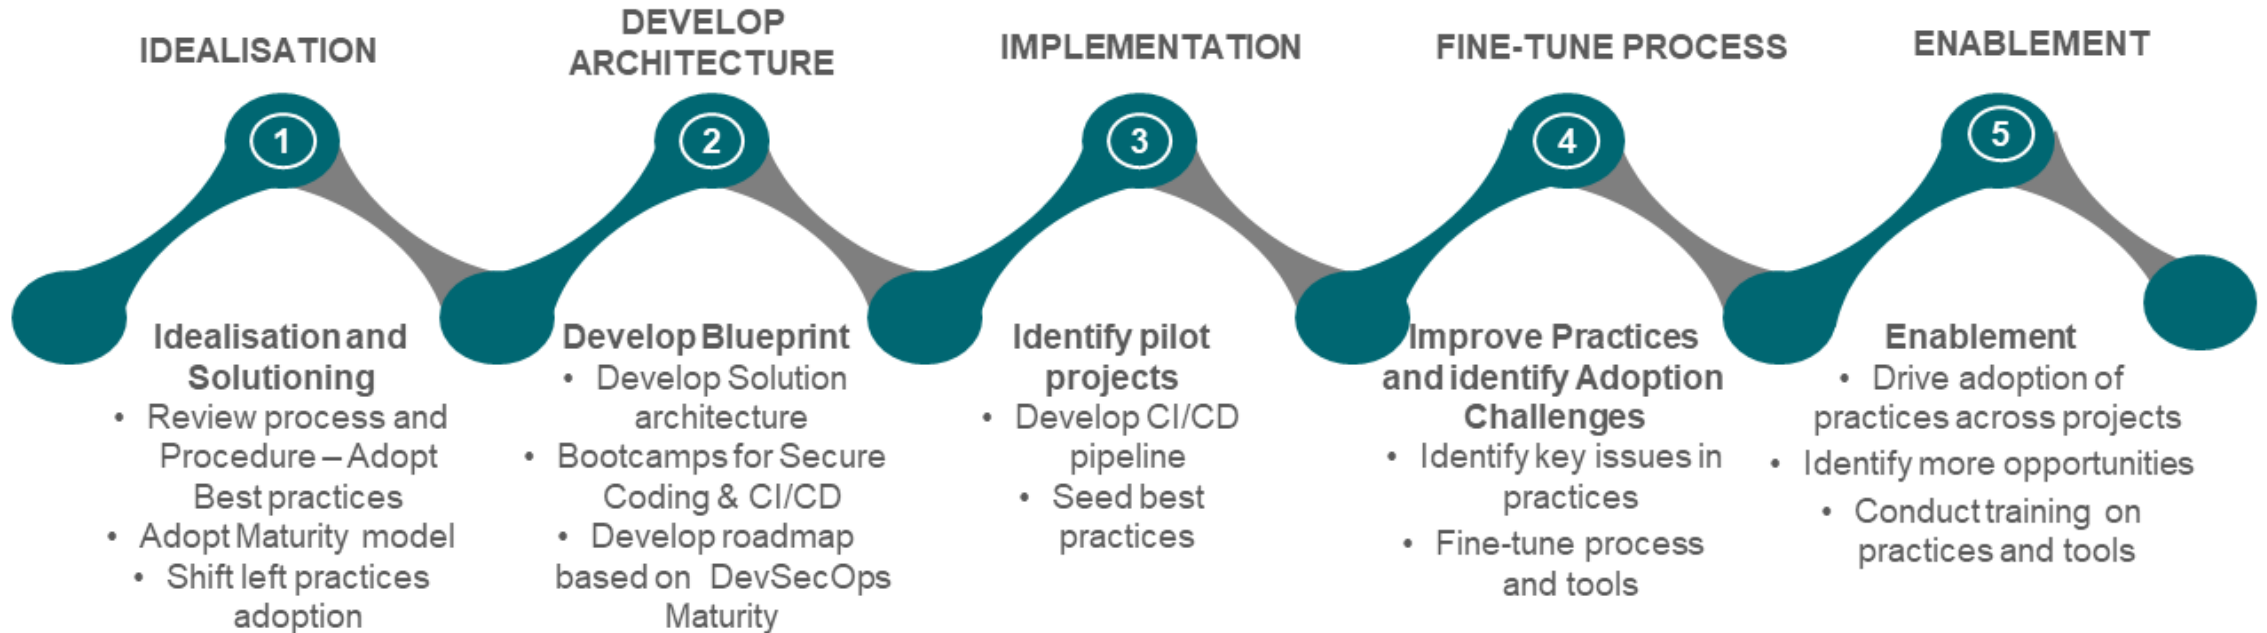 IDEALISATION
DEVELOP
ARCHITECTURE
IMPLEMENTATION
FINE-TUNE PROCESS
ENABLEMENT
1
2
3
4
5
Idealisation and
Solutioning
• Review process and
Procedure – Adopt
Best practices
• Adopt Maturity model
• Shift left practices
adoption
Develop Blueprint
• Develop Solution
architecture
• Bootcamps for Secure
Coding & CI/CD
• Develop roadmap
based on DevSecOps
Maturity
Identify pilot
projects
• Develop CI/CD
pipeline
• Seed best
practices
Improve Practices
and identify Adoption
Challenges
• Identify key issues in
practices
• Fine-tune process
and tools
Enablement
• Drive adoption of
practices across projects
• Identify more opportunities
• Conduct training on
practices and tools